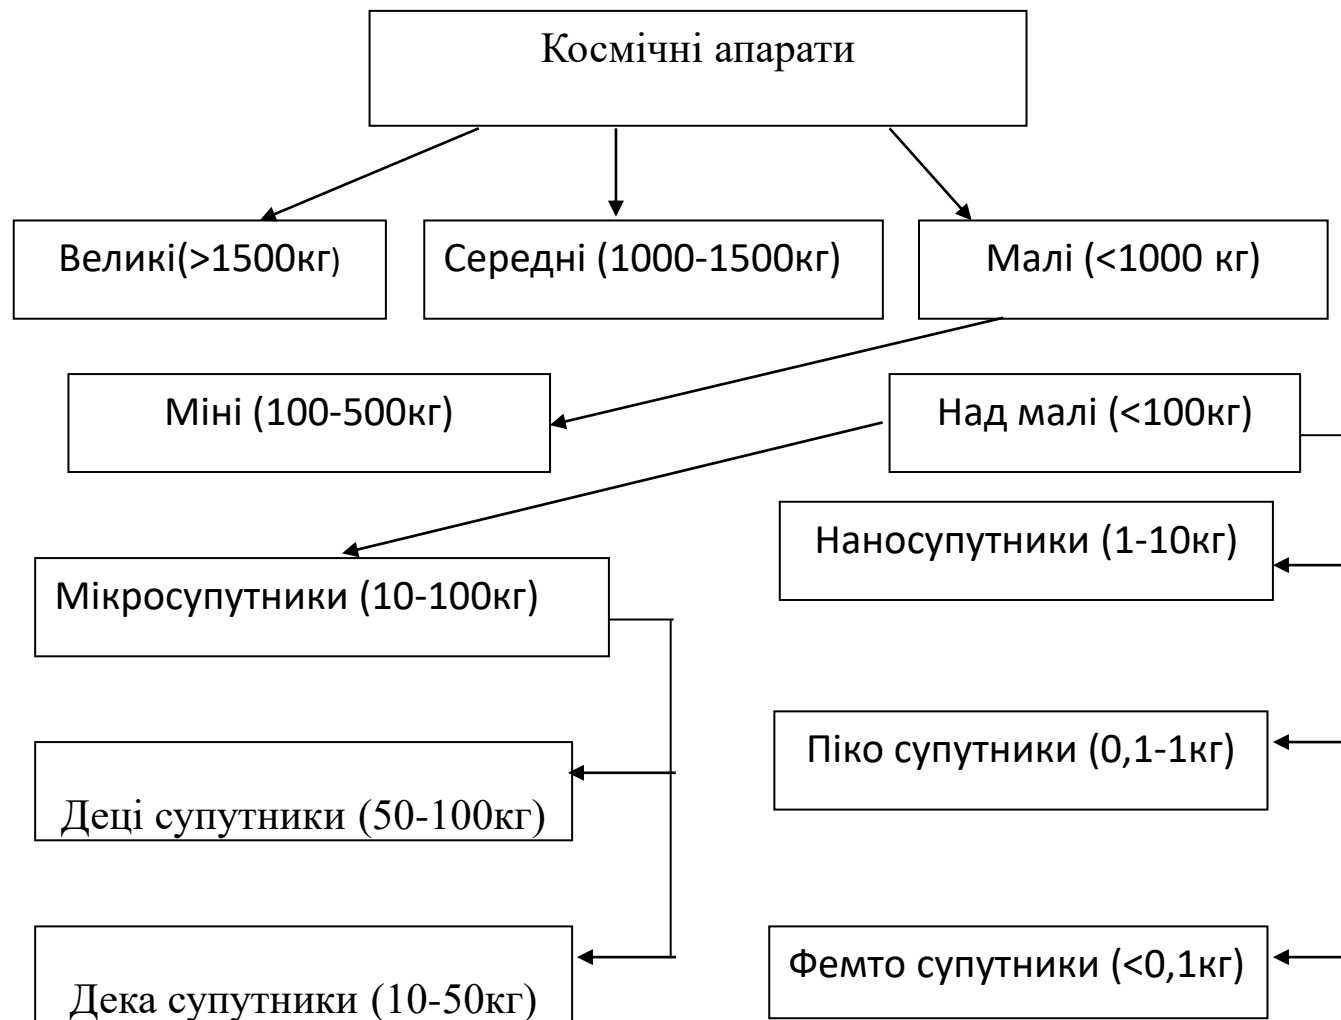 Космічні апарати
Великі(>1500кг)
Середні (1000-1500кг)
Малі (<1000 кг)
Міні (100-500кг)
Над малі (<100кг)
Наносупутники (1-10кг)
Мікросупутники (10-100кг)
Піко супутники (0,1-1кг)
Деці супутники (50-100кг)
Фемто супутники (<0,1кг)
Дека супутники (10-50кг)